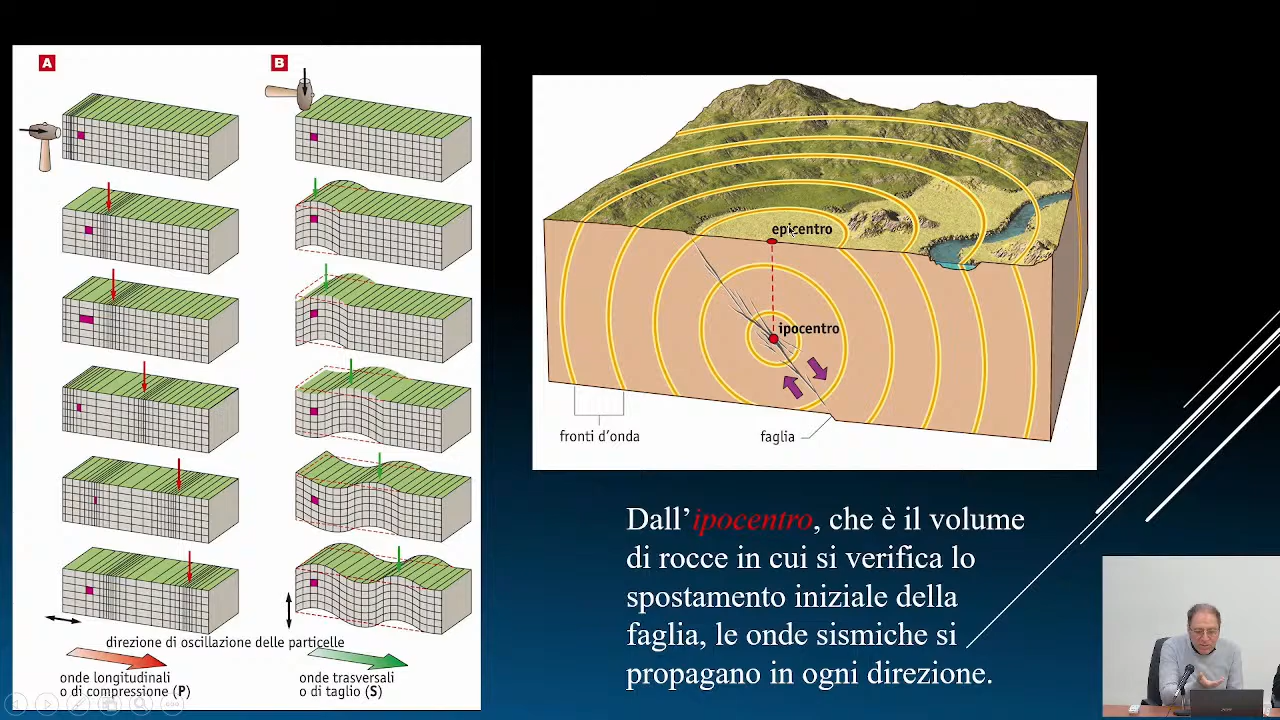 A
B
direzione di oscillazione delle particelle
onde longitudinali
o di compressione (P)
onde trasversali
o di taglio (S)
epicentro
ipocentro
fronti d’onda
faglia
Dall’ipocentro, che è il volume
di rocce in cui si verifica lo
spostamento iniziale della
faglia, le onde sismiche si
propagano in ogni direzione.